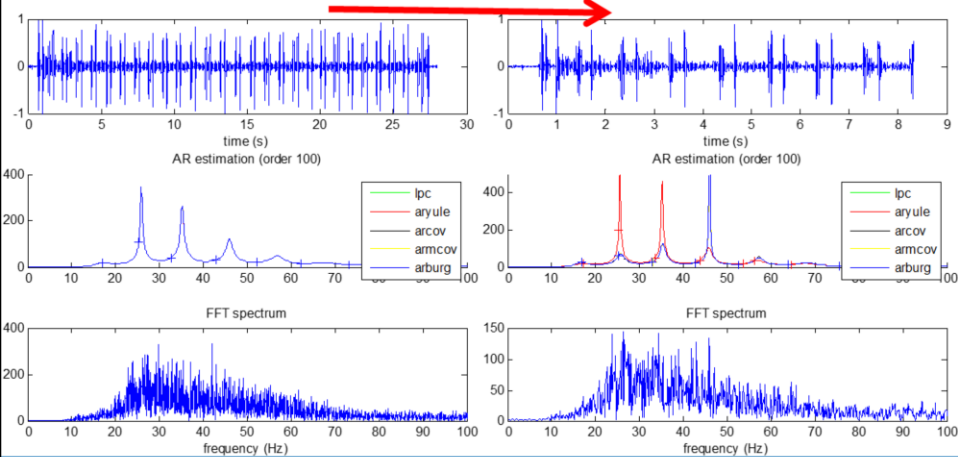 1
0
-1
0 5 10 15 20 25 30
time (s)
AR estimation (order 100)
400
200
0
0 10 20 30 40 50 60 70 80 90 100
lpc
aryule
arcov
armcov
arburg
FFT spectrum
400
200
0
0 10 20 30 40 50 60 70 80 90 100
frequency (Hz)
1
0
-1
0 1 2 3 4 5 6 7 8 9
time (s)
AR estimation (order 100)
400
200
0
0 10 20 30 40 50 60 70 80 90 100
lpc
aryule
arcov
armcov
arburg
FFT spectrum
150
100
50
0
0 10 20 30 40 50 60 70 80 90 100
frequency (Hz)